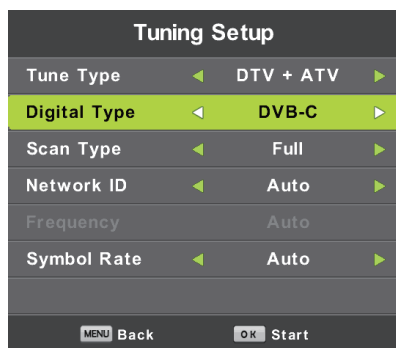 Tuning Setup
Tune Type DTV + ATV
Digital Type DVB-C
Scan Type Full
Network ID Auto
Frequency Auto
Symbol Rate Auto
MENU Back OK Start